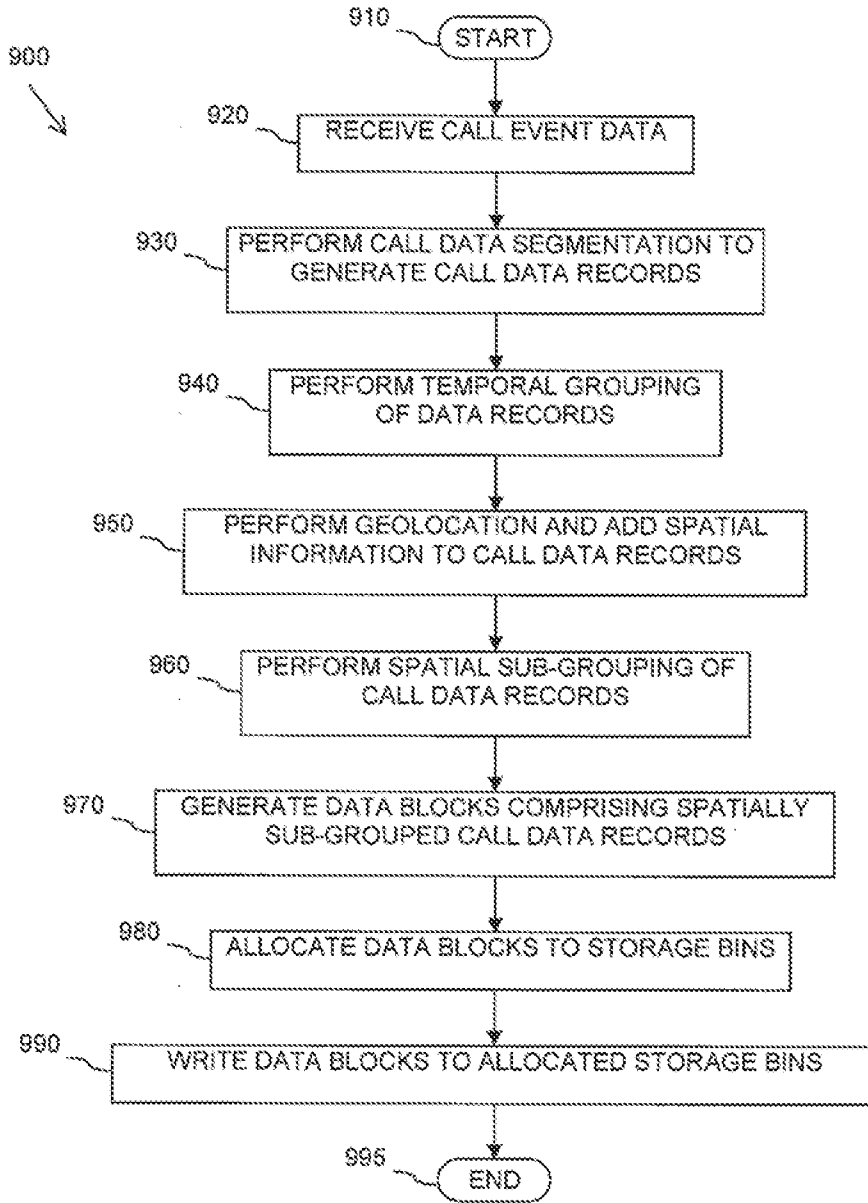 910
START
900
920
RECEIVE CALL EVENT DATA
930
PERFORM CALL DATA SEGMENTATION TO
GENERATE CALL DATA RECORDS
940
PERFORM TEMPORAL GROUPING
OF DATA RECORDS
950
PERFORM GEOLOCATION AND ADD SPATIAL
INFORMATION TO CALL DATA RECORDS
960
PERFORM SPATIAL SUB-GROUPING OF
CALL DATA RECORDS
970
GENERATE DATA BLOCKS COMPRISING SPATIALLY
SUB-GROUPED CALL DATA RECORDS
980
ALLOCATE DATA BLOCKS TO STORAGE BINS
990
WRITE DATA BLOCKS TO ALLOCATED STORAGE BINS
995
END